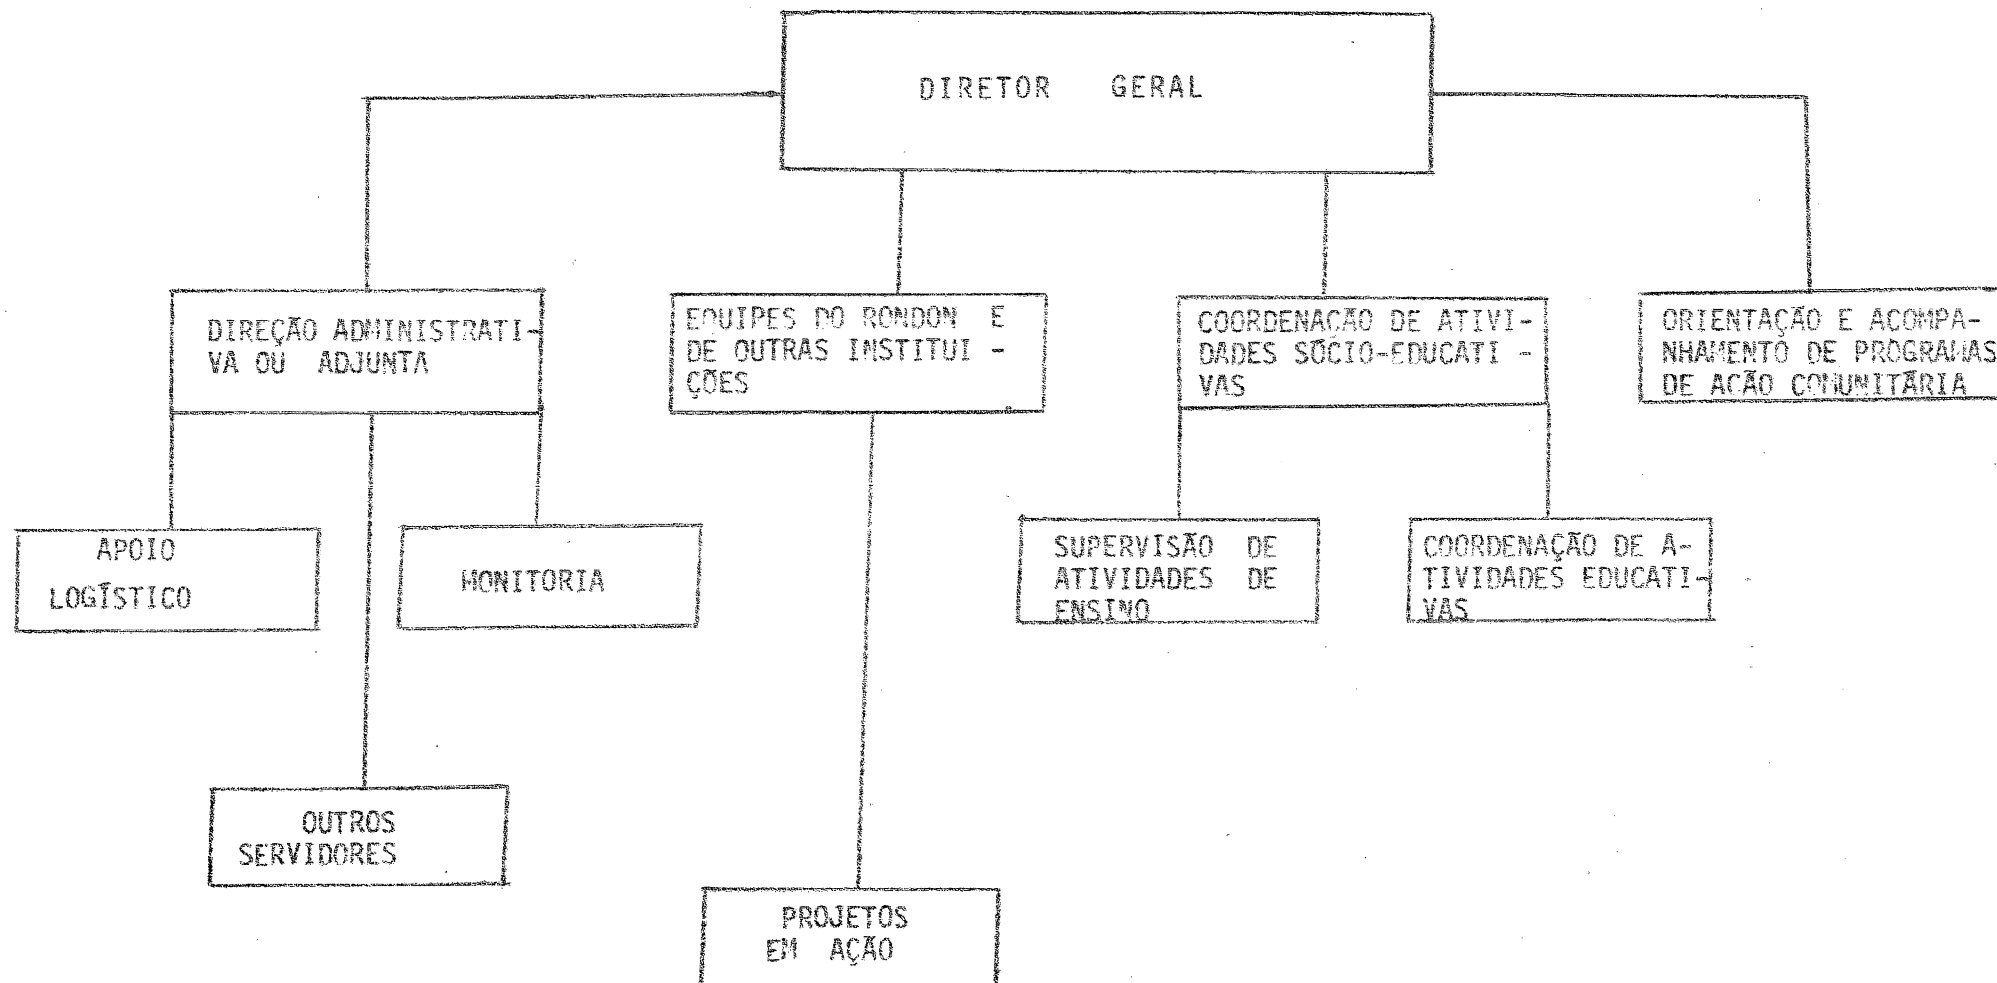 DIRETOR GERAL
DIREÇÃO ADMINISTRATI-
VA OU ADJUNTA
EQUIPES DO RONDON E
DE OUTRAS INSTITUI -
ÇÕES
COORDENAÇÃO DE ATIVI-
DADES SÓCIO-EDUCATI -
VAS
ORIENTAÇÃO E ACOMPA-
NHAMENTO DE PROGRAMAS
DE AÇÃO COMUNITÁRIA
APOIO
LOGÍSTICO
MONITORIA
SUPERVISÃO DE
ATIVIDADES DE
ENSINO
COORDENAÇÃO DE A-
TIVIDADES EDUCATI-
VAS
OUTROS
SERVIDORES
PROJETOS
EM AÇÃO